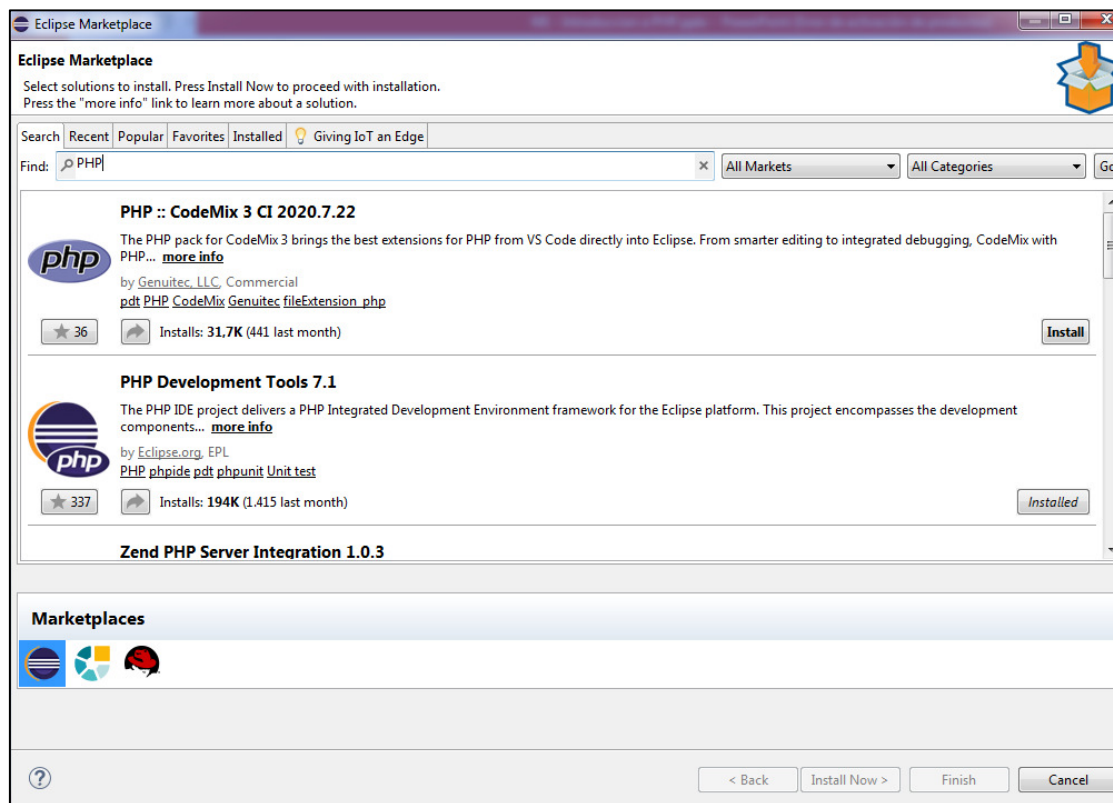 Eclipse Marketplace
Eclipse Marketplace
Select solutions to install. Press Install Now to proceed with installation.
Press the "more info" link to learn more about a solution.
Search Recent Popular Favorites Installed Giving IoT an Edge
Find: PHP All Markets All Categories Go
PHP :: CodeMix 3 CI 2020.7.22
The PHP pack for CodeMix 3 brings the best extensions for PHP from VS Code directly into Eclipse. From smarter editing to integrated debugging, CodeMix with
PHP... more info
by Genuitec, LLC, Commercial
pdt PHP CodeMix Genuitec fileExtension_php
36 Installs: 31,7K (441 last month) Install
php
PHP Development Tools 7.1
The PHP IDE project delivers a PHP Integrated Development Environment framework for the Eclipse platform. This project encompasses the development
components... more info
by Eclipse.org, EPL
PHP phpide pdt phpunit Unit test
php
337 Installs: 194K (1.415 last month) Installed
Zend PHP Server Integration 1.0.3
Marketplaces
? < Back Install Now > Finish Cancel